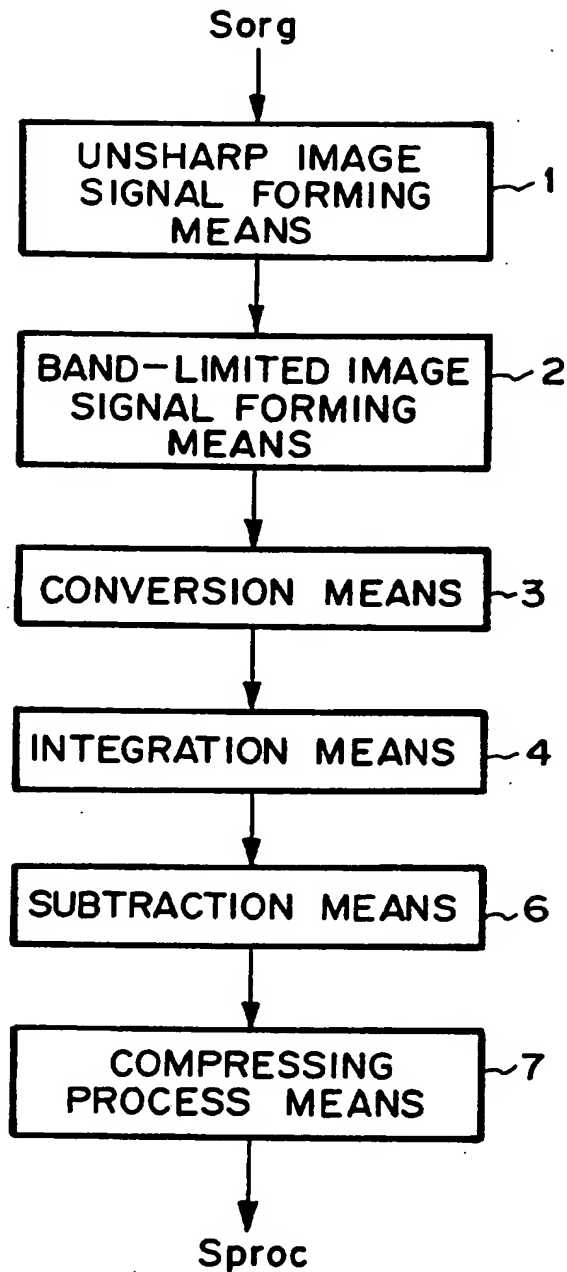 Sorg
UNSHARP IMAGE
SIGNAL FORMING
MEANS
1
BAND-LIMITED IMAGE
SIGNAL FORMING
MEANS
2
CONVERSION MEANS
3
INTEGRATION MEANS
4
SUBTRACTION MEANS
6
COMPRESSING
PROCESS MEANS
7
Sproc